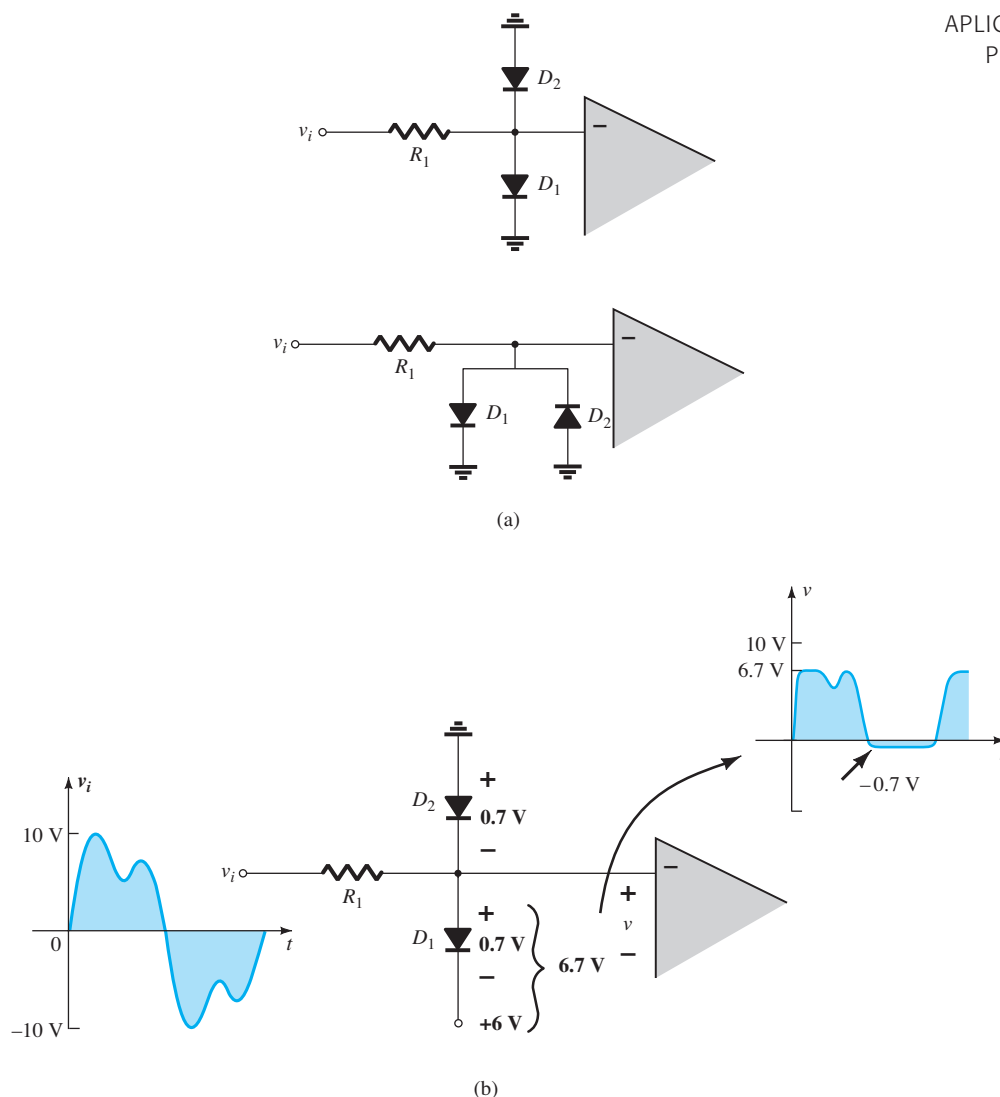 APLIC
P
D2
vi
R1
−
D1
vi
R1
−
D1
D2
(a)
v
10 V
6.7 V
−0.7 V
vi
10 V
0
t
−10 V
D2
+
0.7 V
−
vi
R1
−
D1
+
0.7 V
−
6.7 V
+6 V
+
v
−
(b)